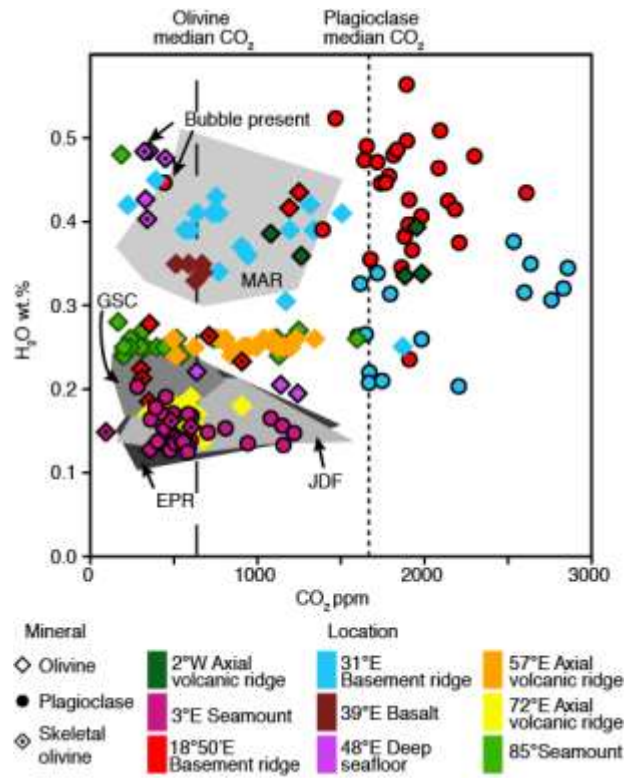 Olivine
median CO2
Plagioclase
median CO2
Bubble present
MAR
GSC
JDF
EPR
H2O wt.%
0.5
0.4
0.3
0.2
0.1
0.0
0
1000
2000
3000
CO2 ppm
Mineral
Olivine
Plagioclase
Skeletal
olivine
Location
2°W Axial
volcanic ridge
3°E Seamount
18°50'E
Basement ridge
31°E
Basement ridge
39°E Basalt
48°E Deep
seafloor
57°E Axial
volcanic ridge
72°E Axial
volcanic ridge
85°Seamount